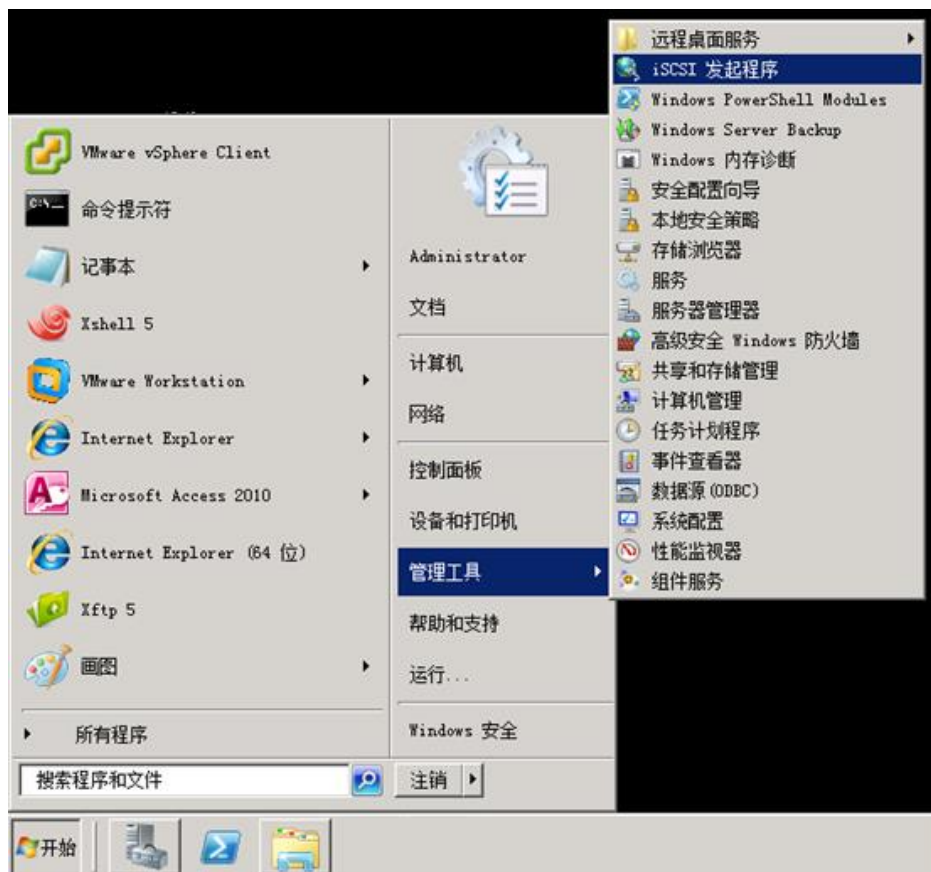 VMware vSphere Client
命令提示符
记事本
Xshell 5
VMware Workstation
Internet Explorer
Microsoft Access 2010
Internet Explorer (64 位)
Xftp 5
画图
所有程序
搜索程序和文件
Administrator
文档
计算机
网络
控制面板
设备和打印机
管理工具
帮助和支持
运行...
Windows 安全
注销
远程桌面服务
iSCSI 发起程序
Windows PowerShell Modules
Windows Server Backup
Windows 内存诊断
安全配置向导
本地安全策略
存储浏览器
服务
服务器管理器
高级安全 Windows 防火墙
共享和存储管理
计算机管理
任务计划程序
事件查看器
数据源(ODBC)
系统配置
性能监视器
组件服务
开始